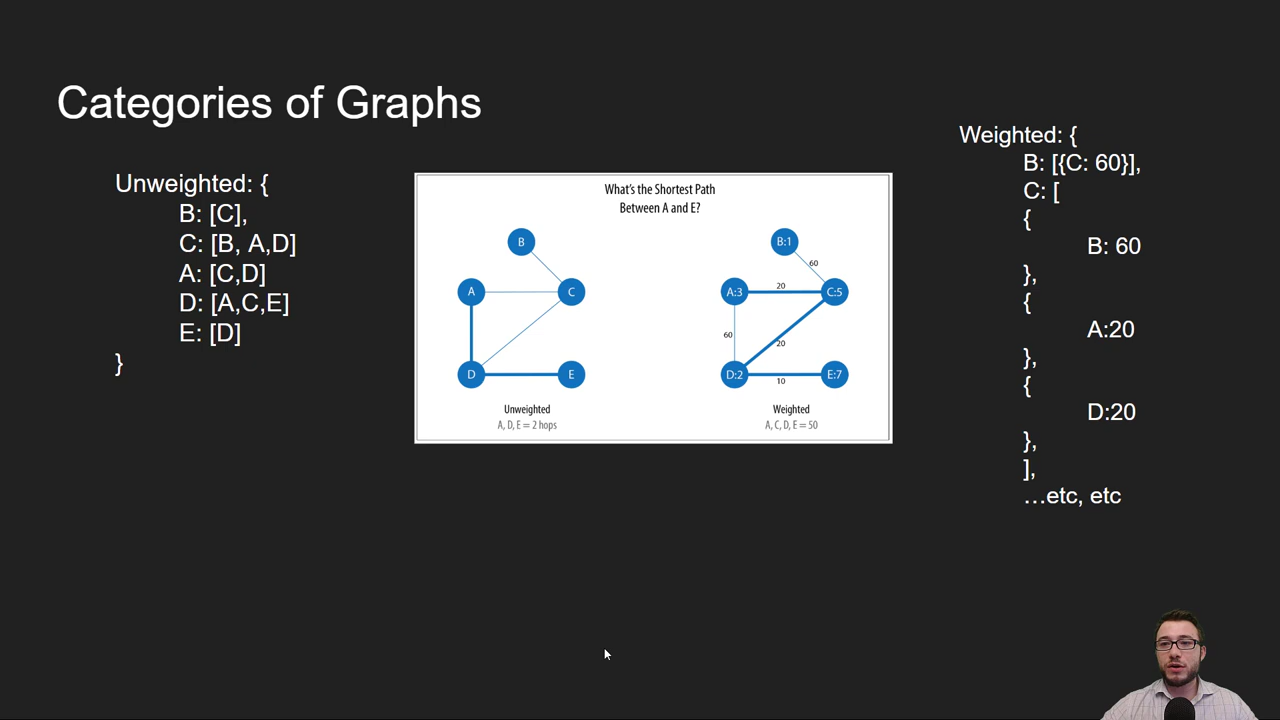 Categories of Graphs
Unweighted: {
B: [C],
C: [B, A,D]
A: [C,D]
D: [A,C,E]
E: [D]
}
What's the Shortest Path
Between A and E?
B
A
C
D
E
Unweighted
A, D, E = 2 hops
B:1
60
20
A:3
C:5
60
20
D:2
E:7
10
Weighted
A, C, D, E = 50
Weighted: {
B: [{C: 60}],
C: [
{
B: 60
},
{
A:20
},
{
D:20
},
],
…etc, etc